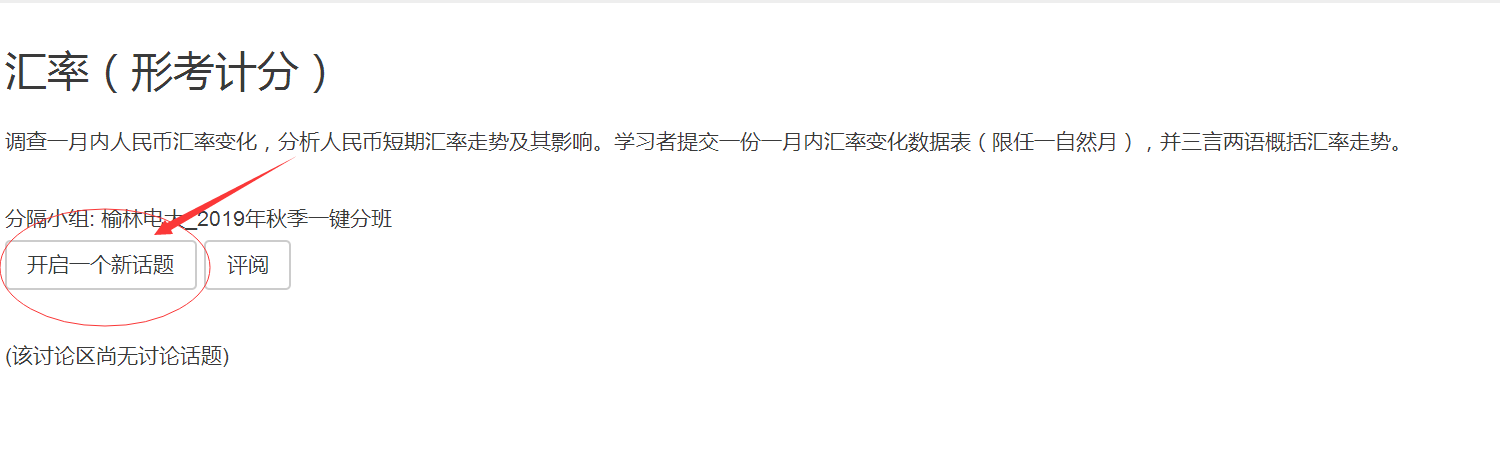 汇率（形考计分）
调查一月内人民币汇率变化，分析人民币短期汇率走势及其影响。学习者提交一份一月内汇率变化数据表（限任一自然月），并三言两语概括汇率走势。
分隔小组: 榆林电大_2019年秋季一键分班
开启一个新话题 评阅
(该讨论区尚无讨论话题)